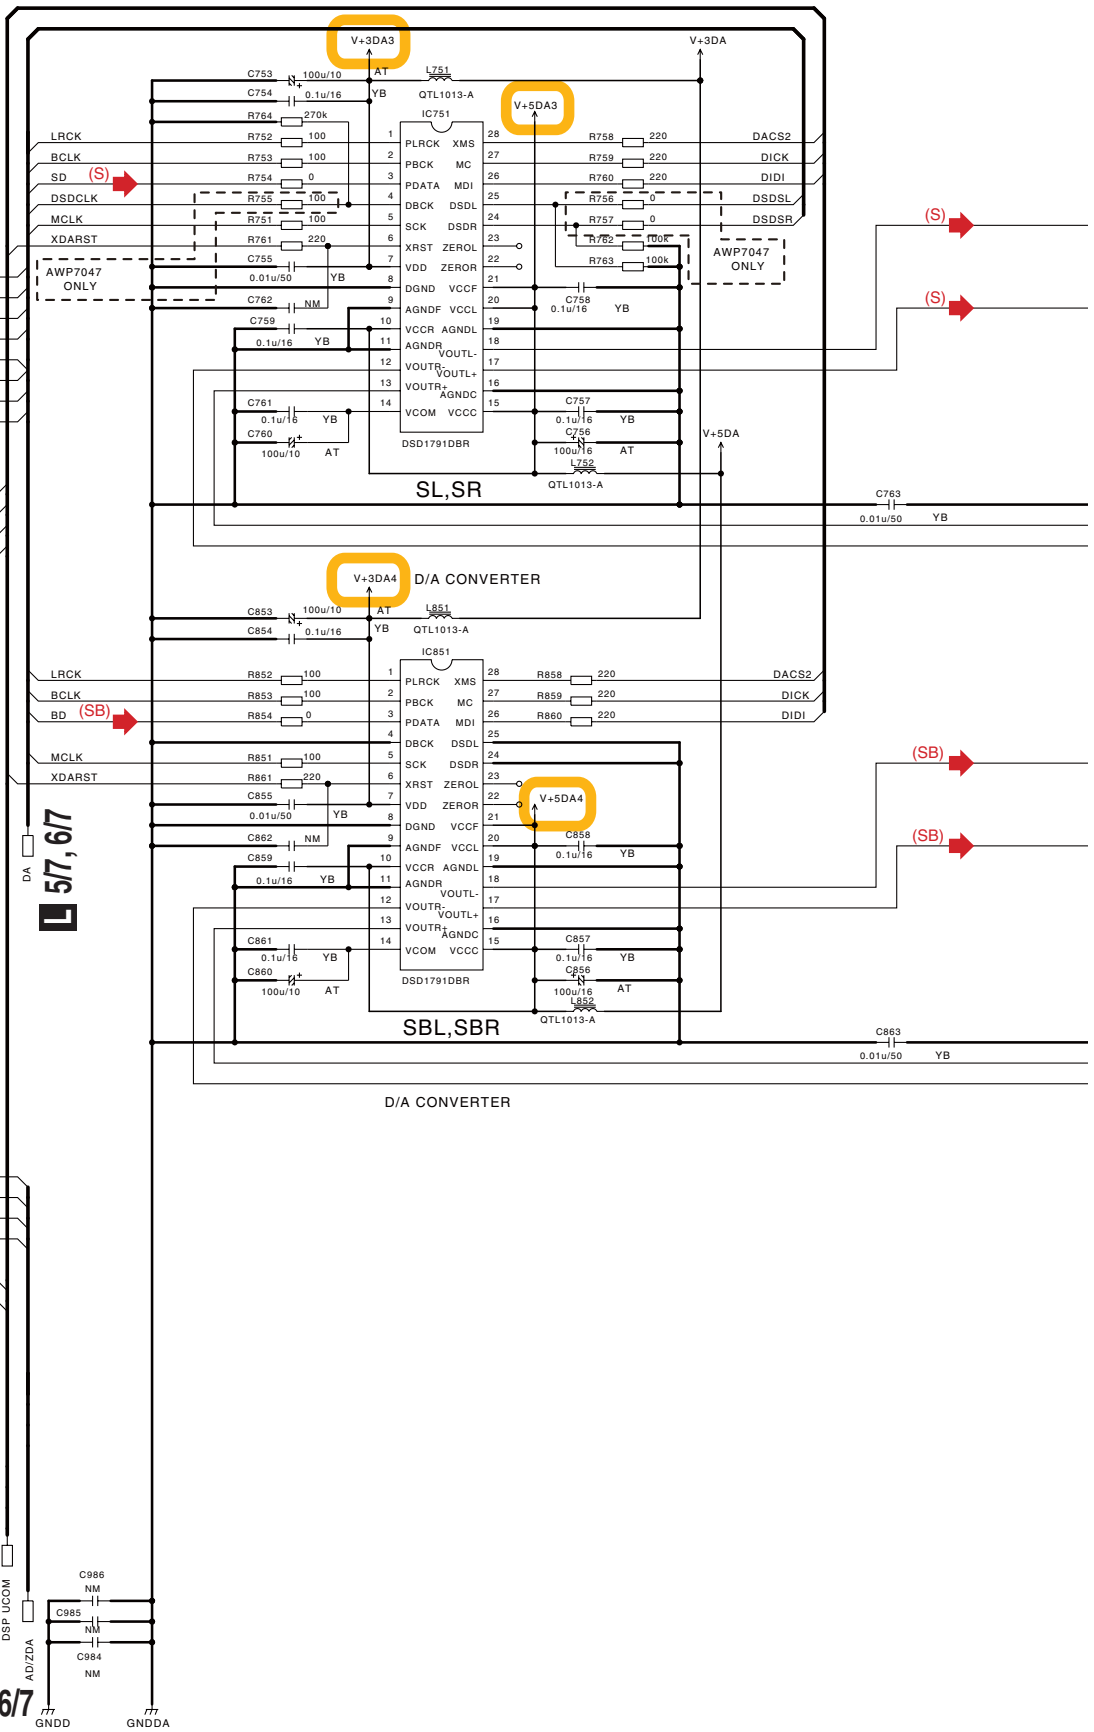 V+3DA3
V+3DA
C753
100u/10
AT
L751
C754
0.1u/16
YB
QTL1013-A
V+5DA3
R764
270k
IC751
LRCK
R752
100
1
PLRCK
XMS
28
R758
220
DACS2
BCLK
R753
100
2
PBCK
MC
27
R759
220
DICK
SD
(S)
R754
0
3
PDATA
MDI
26
R760
220
DIDI
DSDCLK
R755
100
4
DBCK
DSDL
25
R756
0
DSDSL
MCLK
R751
100
5
SCK
DSDR
24
R757
0
DSDSR
(S)
XDARST
R761
220
6
XRST
ZEROL
23
R762
100k
AWP7047
ONLY
C755
0.01u/50
YB
7
VDD
ZEROR
22
R763
100k
AWP7047
ONLY
8
DGND
VCCF
21
C762
NM
9
AGNDF
VCCL
20
C758
0.1u/16
YB
(S)
C759
0.1u/16
YB
10
VCCR
AGNDL
19
11
AGNDR
VOUTL-
18
12
VOUTR-
VOUTL+
17
13
VOUTR+
AGNDC
16
C761
0.1u/16
YB
14
VCOM
VCCC
15
C757
0.1u/16
YB
C760
100u/10
AT
DSD1791DBR
C756
100u/16
AT
V+5DA
L752
QTL1013-A
SL,SR
C763
0.01u/50
YB
V+3DA4
D/A CONVERTER
C853
100u/10
AT
L851
C854
0.1u/16
YB
QTL1013-A
IC851
LRCK
R852
100
1
PLRCK
XMS
28
R858
220
DACS2
BCLK
R853
100
2
PBCK
MC
27
R859
220
DICK
BD
(SB)
R854
0
3
PDATA
MDI
26
R860
220
DIDI
4
DBCK
DSDL
25
MCLK
R851
100
5
SCK
DSDR
24
(SB)
XDARST
R861
220
6
XRST
ZEROL
23
C855
0.01u/50
YB
7
VDD
ZEROR
22
V+5DA4
8
DGND
VCCF
21
C862
NM
9
AGNDF
VCCL
20
C858
0.1u/16
YB
(SB)
C859
0.1u/16
YB
10
VCCR
AGNDL
19
11
AGNDR
VOUTL-
18
12
VOUTR-
VOUTL+
17
13
VOUTR+
AGNDC
16
C861
0.1u/16
YB
14
VCOM
VCCC
15
C857
0.1u/16
YB
C860
100u/10
AT
DSD1791DBR
C856
100u/16
AT
L852
QTL1013-A
SBL,SBR
C863
0.01u/50
YB
D/A CONVERTER
DA
L 5/7, 6/7
C986
NM
C985
NM
C984
NM
DSP UCOM
AD/ZDA
6/7
GNDD
GNDDA